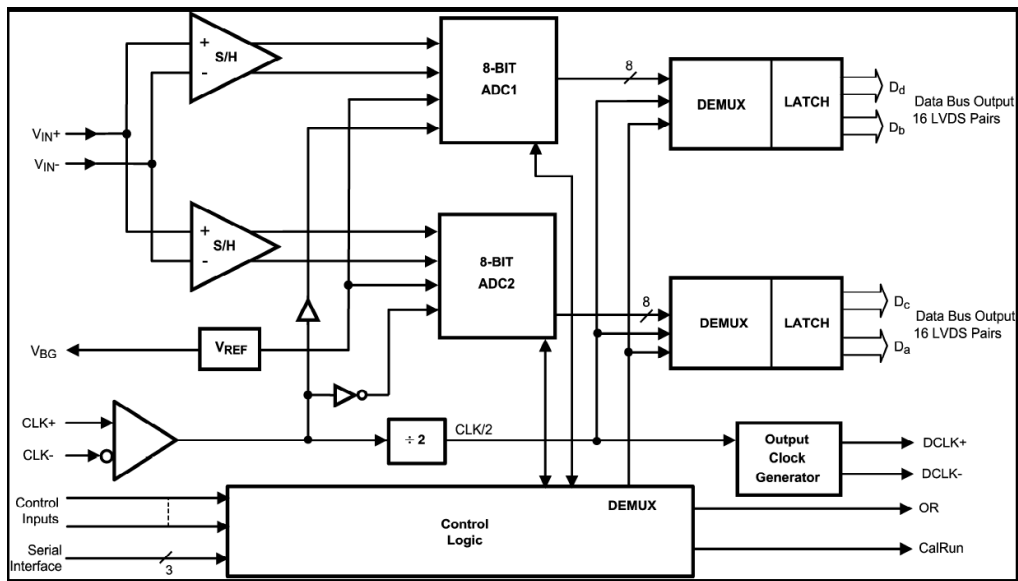 +
S/H
-
8-BIT
ADC1
8
DEMUX
LATCH
Dd
Db
Data Bus Output
16 LVDS Pairs
VIN+
VIN-
+
S/H
-
8-BIT
ADC2
8
DEMUX
LATCH
Dc
Da
Data Bus Output
16 LVDS Pairs
VBG
VREF
CLK+
CLK-
÷ 2
CLK/2
Output
Clock
Generator
DCLK+
DCLK-
Control
Inputs
Serial
Interface
3
DEMUX
Control
Logic
OR
CalRun